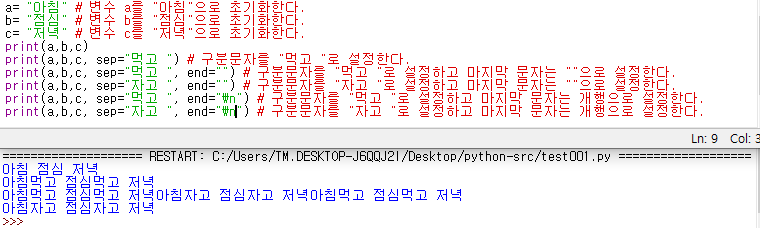 a= "아침" # 변수 a를 "아침"으로 초기화한다.
b= "점심" # 변수 b를 "점심"으로 초기화한다.
c= "저녁" # 변수 c를 "저녁"으로 초기화한다.
print(a,b,c)
print(a,b,c, sep="먹고 ") # 구분문자를 "먹고 "로 설정한다.
print(a,b,c, sep="먹고 ", end="") # 구분문자를 "먹고 "로 설정하고 마지막 문자는 ""으로 설정한다.
print(a,b,c, sep="자고 ", end="") # 구분문자를 "자고 "로 설정하고 마지막 문자는 ""으로 설정한다.
print(a,b,c, sep="먹고 ", end="₩n") # 구분문자를 "먹고 "로 설정하고 마지막 문자는 개행으로 설정한다.
print(a,b,c, sep="자고 ", end="₩n") # 구분문자를 "자고 "로 설정하고 마지막 문자는 개행으로 설정한다.
Ln: 9 Col: 3
=================== RESTART: C:/Users/TM.DESKTOP-J6QQJ2I/Desktop/python-src/test001.py ===================
아침 점심 저녁
아침먹고 점심먹고 저녁
아침먹고 점심먹고 저녁아침자고 점심자고 저녁아침먹고 점심먹고 저녁
아침자고 점심자고 저녁
>>>